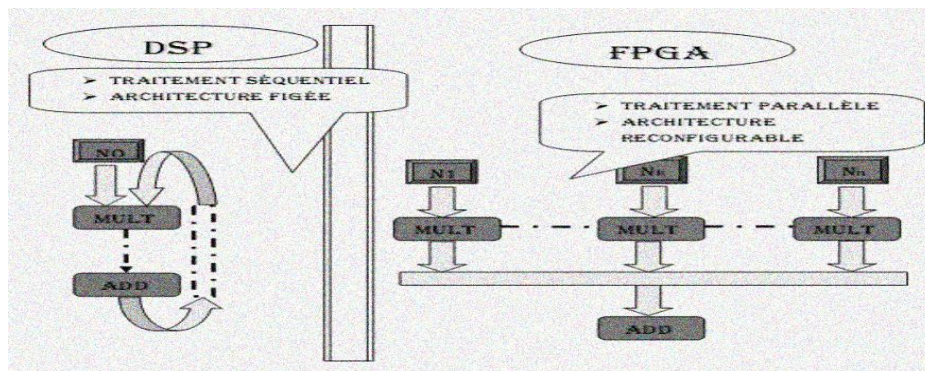 DSP
➢ TRAITEMENT SÉQUENTIEL
➢ ARCHITECTURE FIGÉE
N0
MULT
ADD
FPGA
➢ TRAITEMENT PARALLÈLE
➢ ARCHITECTURE
RECONFIGURABLE
N1
Nn
MULT
MULT
MULT
ADD